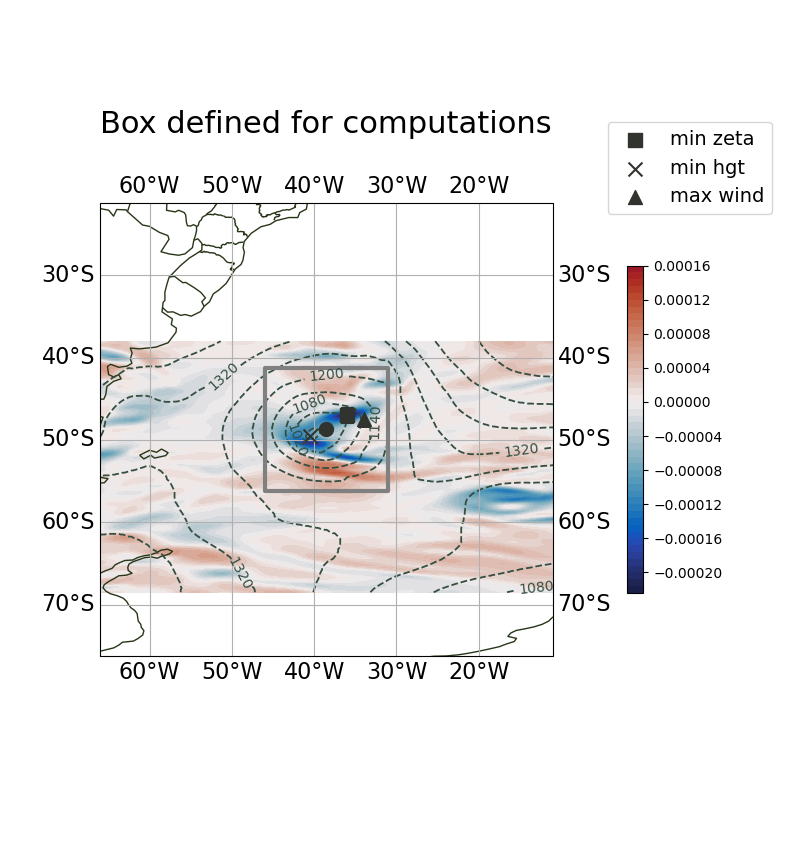 Box defined for computations
min zeta
min hgt
max wind
60°W 50°W 40°W 30°W 20°W
30°S 30°S
40°S 40°S
50°S 50°S
60°S 60°S
70°S 70°S
60°W 50°W 40°W 30°W 20°W
1320
1200
1080
1140
1320
1320
1080
0.00016
0.00012
0.00008
0.00004
0.00000
−0.00004
−0.00008
−0.00012
−0.00016
−0.00020